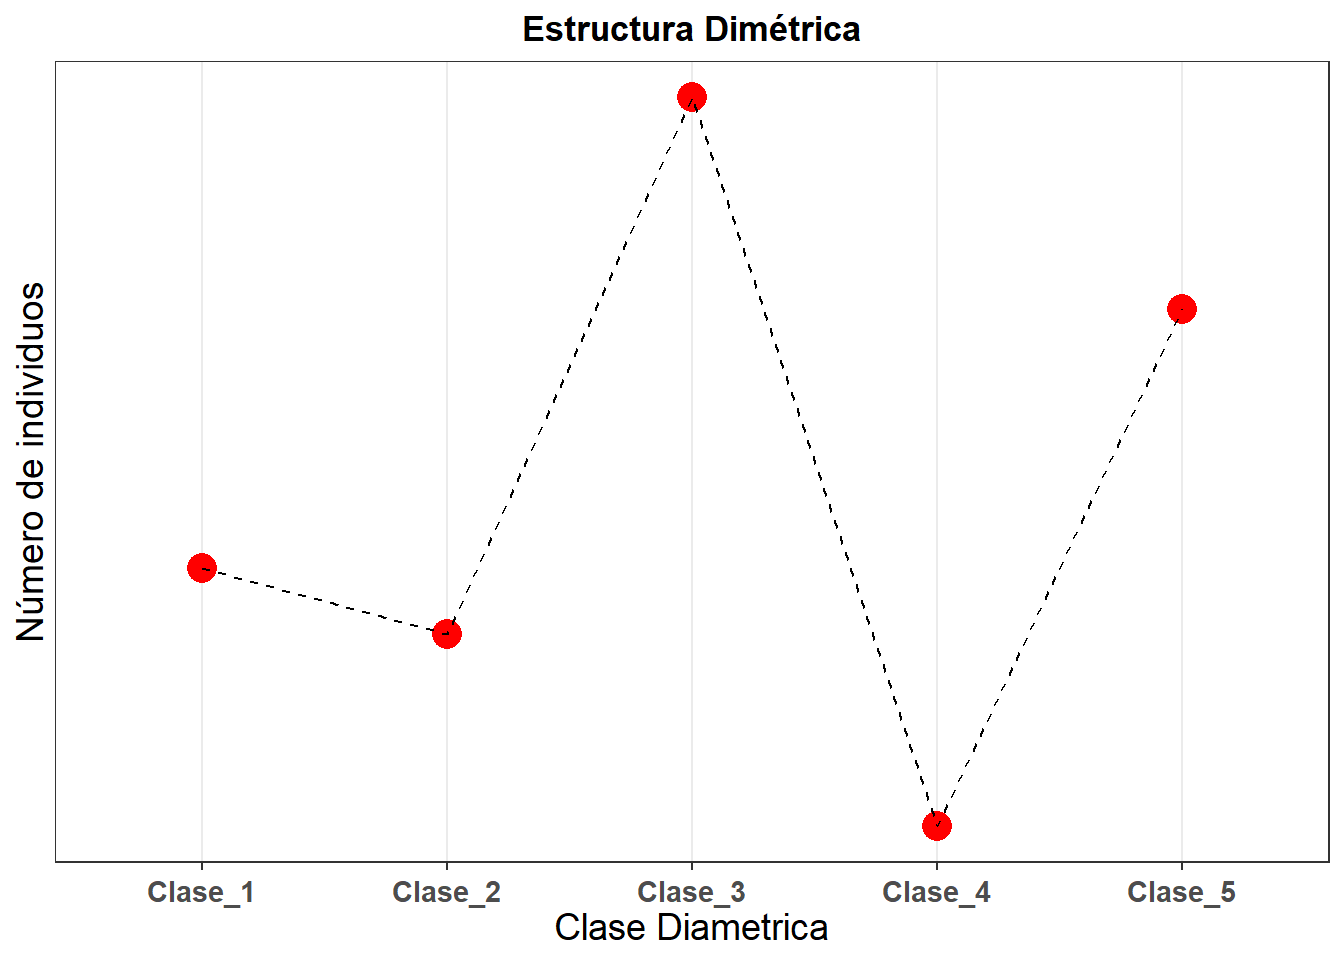 Estructura Dimétrica
Número de individuos
Clase_1 Clase_2 Clase_3 Clase_4 Clase_5
Clase Diametrica